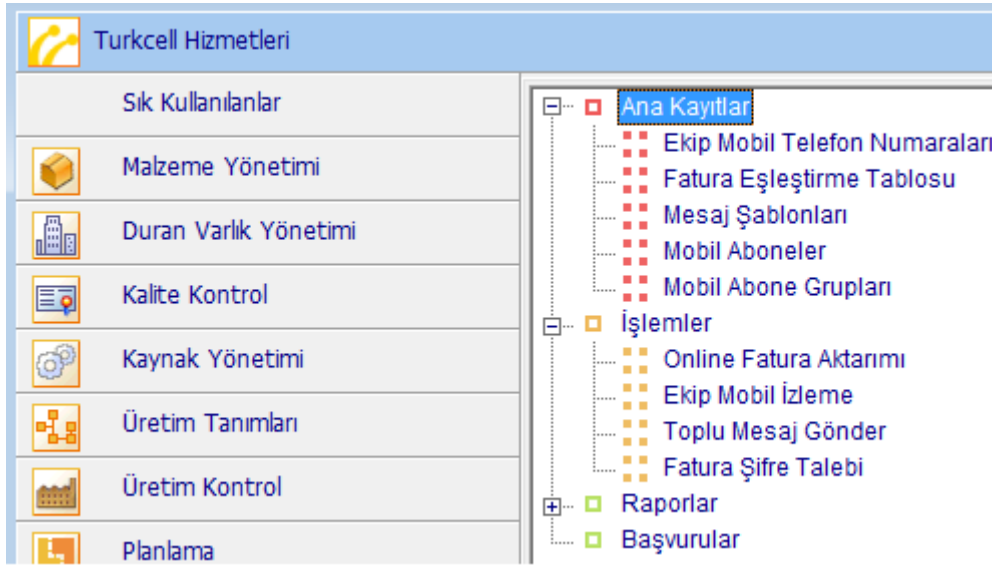 Turkcell Hizmetleri
Sık Kullanılanlar
Malzeme Yönetimi
Duran Varlık Yönetimi
Kalite Kontrol
Kaynak Yönetimi
Üretim Tanımları
Üretim Kontrol
Planlama
Ana Kayıtlar
Ekip Mobil Telefon Numaraları
Fatura Eşleştirme Tablosu
Mesaj Şablonları
Mobil Aboneler
Mobil Abone Grupları
İşlemler
Online Fatura Aktarımı
Ekip Mobil İzleme
Toplu Mesaj Gönder
Fatura Şifre Talebi
Raporlar
Başvurular